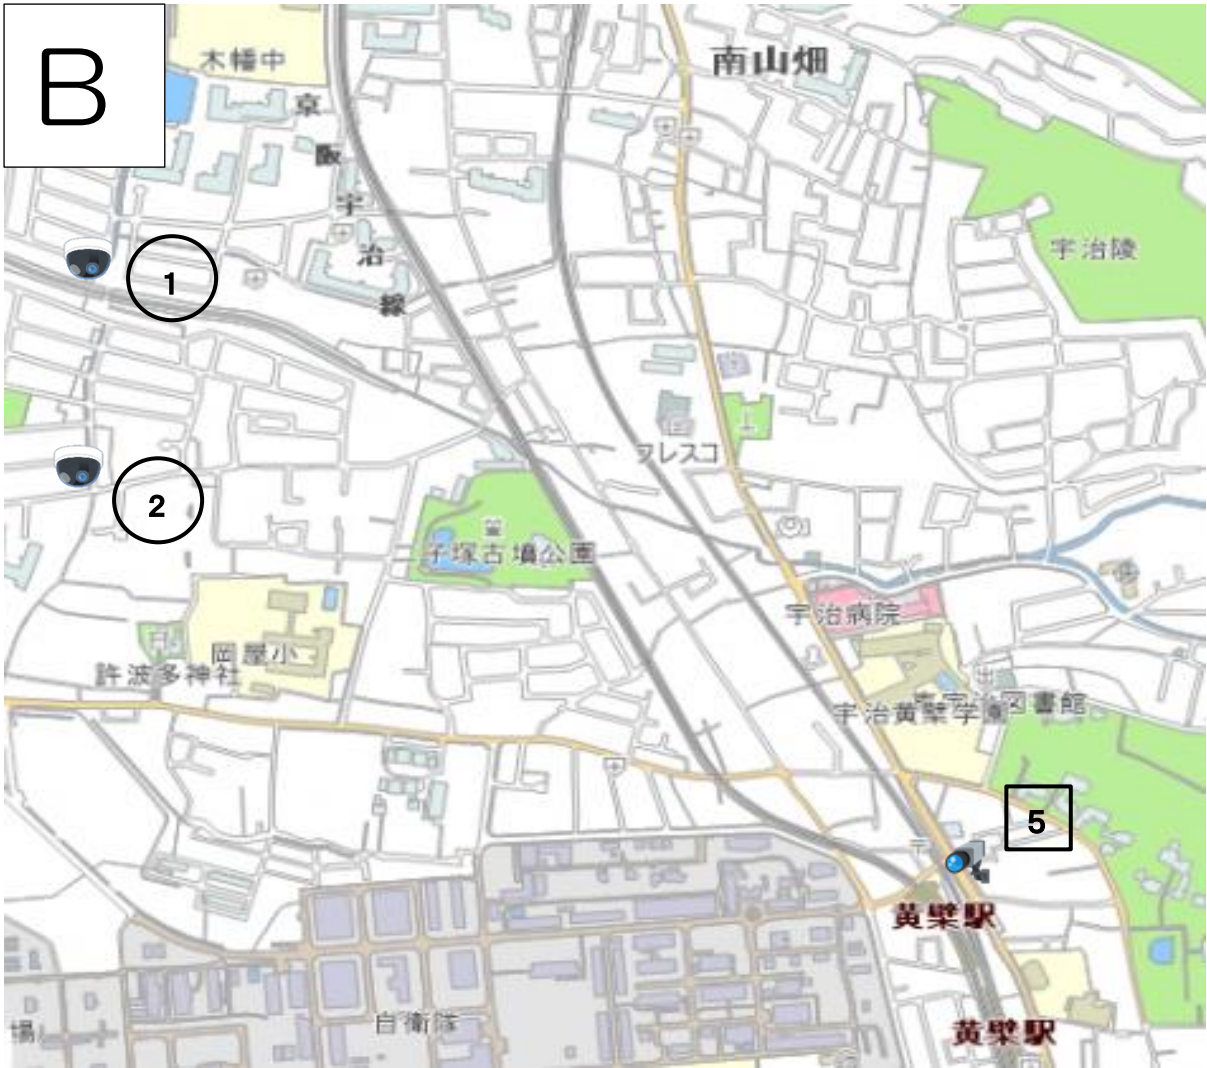 B
木幡中
南山畑
京
阪
宇
治
線
宇治陵
1
フレスコ
2
子塚古墳公園
宇治病院
岡屋小
許波多神社
宇治黄檗学園
図書館
5
黄檗駅
自衛隊
場
黄檗駅